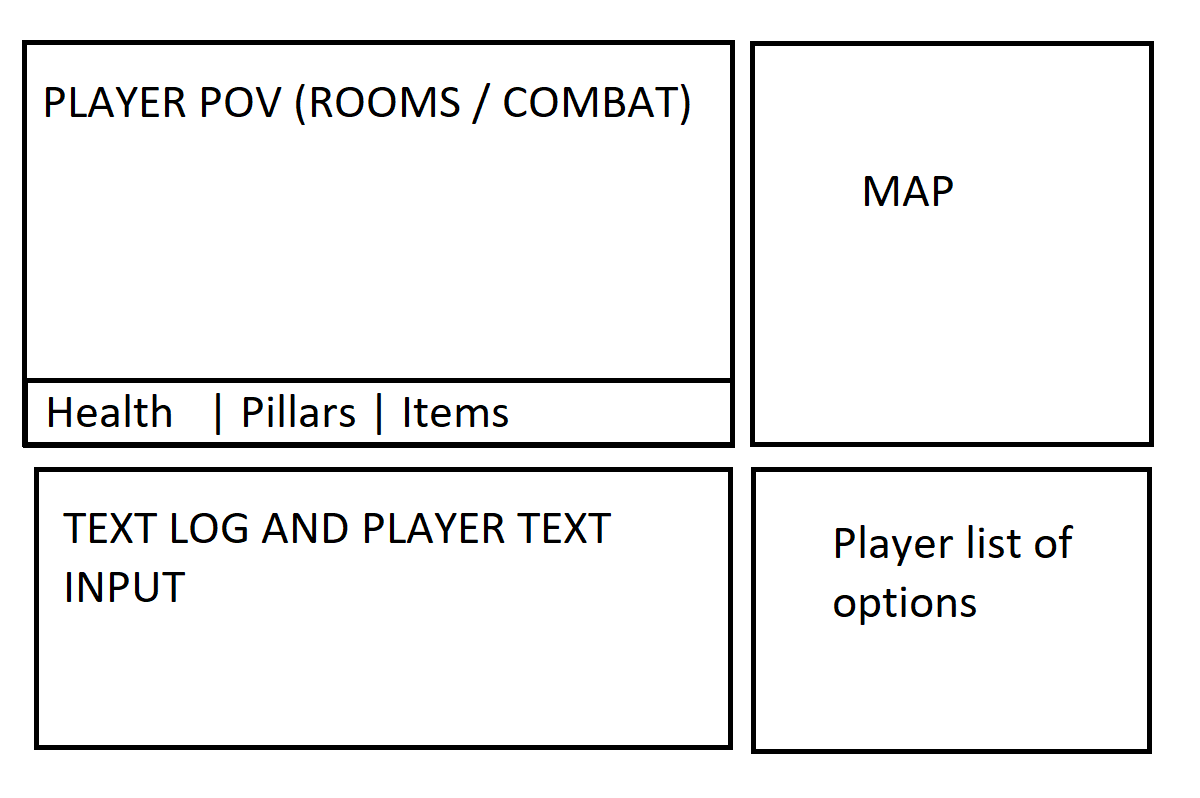 PLAYER POV (ROOMS / COMBAT)
MAP
Health | Pillars | Items
TEXT LOG AND PLAYER TEXT
INPUT
Player list of
options